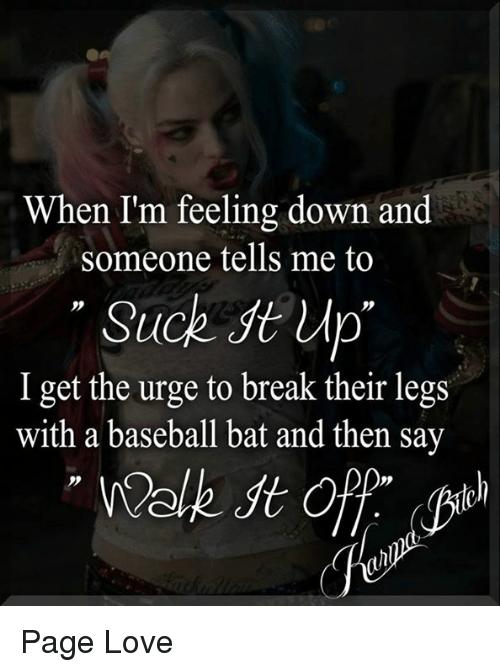 When I'm feeling down and
someone tells me to
" Suck It Up"
I get the urge to break their legs
with a baseball bat and then say
" Walk It Off"
Karma Bitch
Page Love